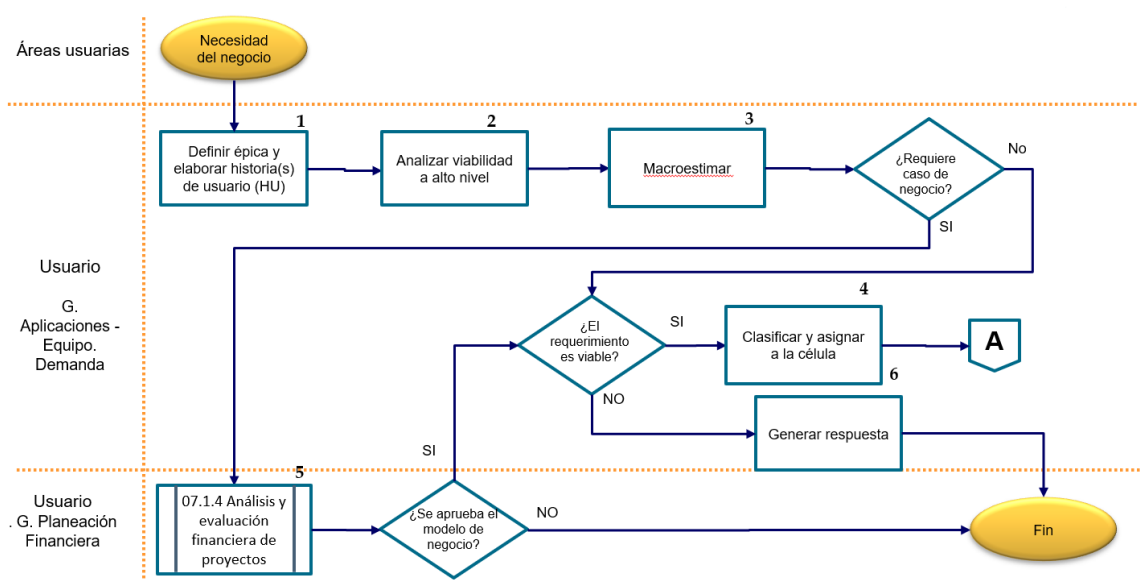 Áreas usuarias
Necesidad
del negocio
1
Definir épica y
elaborar historia(s)
de usuario (HU)
2
Analizar viabilidad
a alto nivel
3
Macroestimar
¿Requiere
caso de
negocio?
No
SI
Usuario
G.
Aplicaciones -
Equipo.
Demanda
¿El
requerimiento
es viable?
SI
4
Clasificar y asignar
a la célula
A
NO
6
Generar respuesta
SI
Usuario
. G. Planeación
Financiera
5
07.1.4 Análisis y
evaluación
financiera de
proyectos
¿Se aprueba el
modelo de
negocio?
NO
Fin